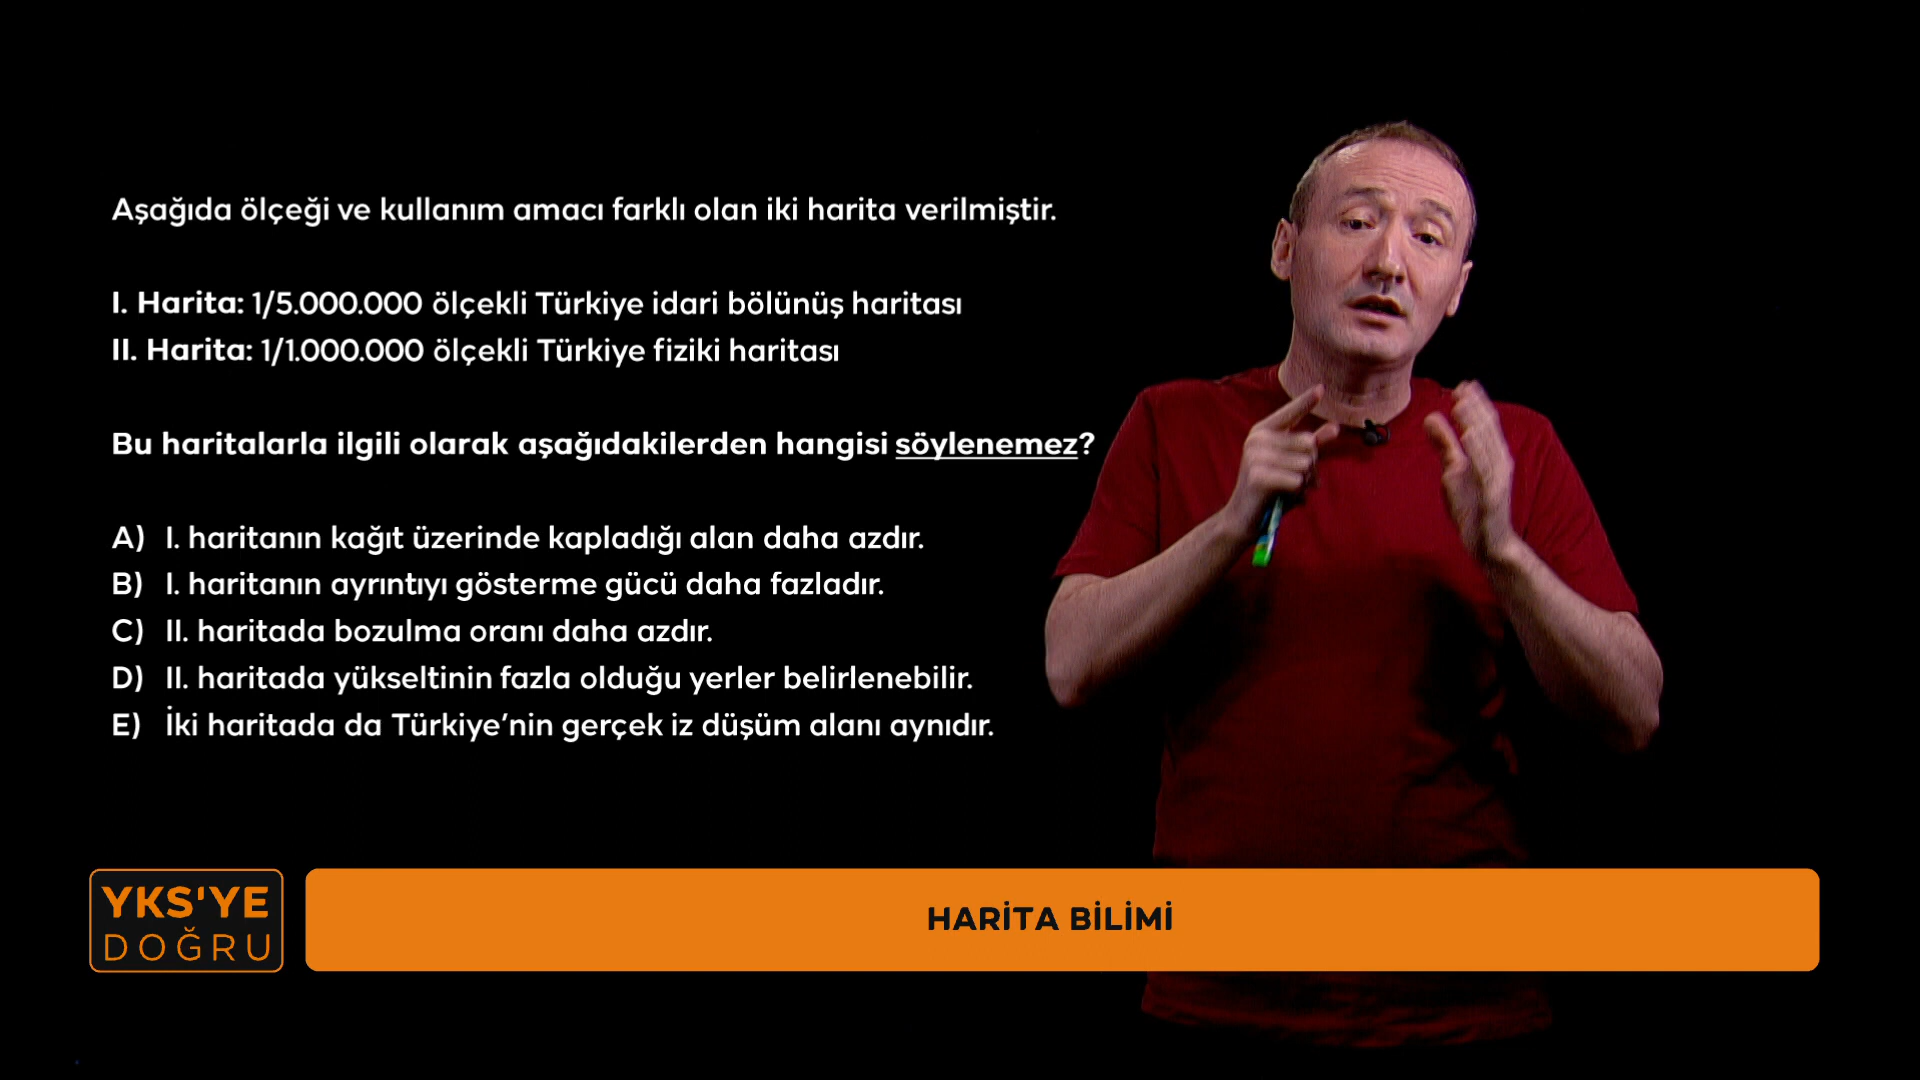 Aşağıda ölçeği ve kullanım amacı farklı olan iki harita verilmiştir.
I. Harita: 1/5.000.000 ölçekli Türkiye idari bölünüş haritası
II. Harita: 1/1.000.000 ölçekli Türkiye fiziki haritası
Bu haritalarla ilgili olarak aşağıdakilerden hangisi söylenemez?
A) I. haritanın kağıt üzerinde kapladığı alan daha azdır.
B) I. haritanın ayrıntıyı gösterme gücü daha fazladır.
C) II. haritada bozulma oranı daha azdır.
D) II. haritada yükseltinin fazla olduğu yerler belirlenebilir.
E) İki haritada da Türkiye’nin gerçek iz düşüm alanı aynıdır.
YKS'YE
DOĞRU
HARİTA BİLİMİ